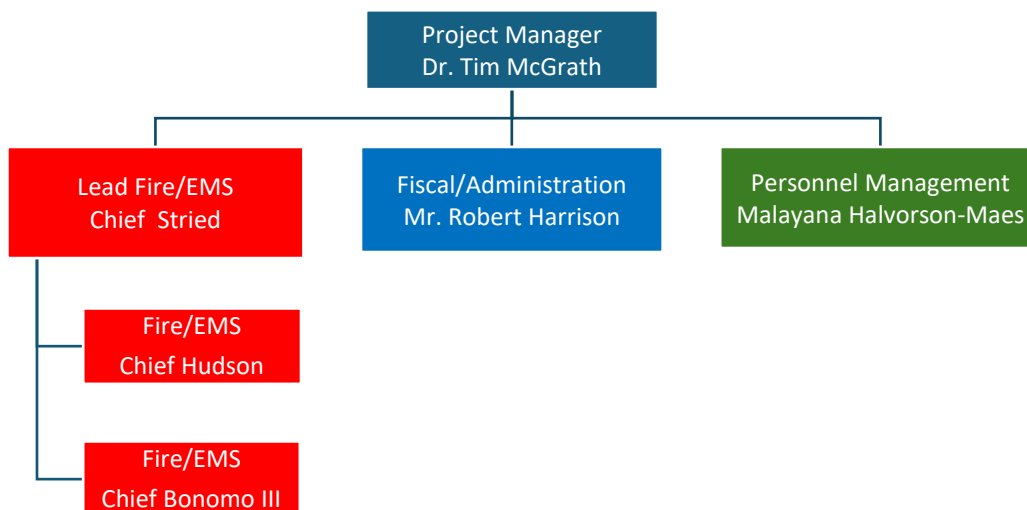 Project Manager
Dr. Tim McGrath
Lead Fire/EMS
Chief Stried
Fiscal/Administration
Mr. Robert Harrison
Personnel Management
Malayana Halvorson-Maes
Fire/EMS
Chief Hudson
Fire/EMS
Chief Bonomo III